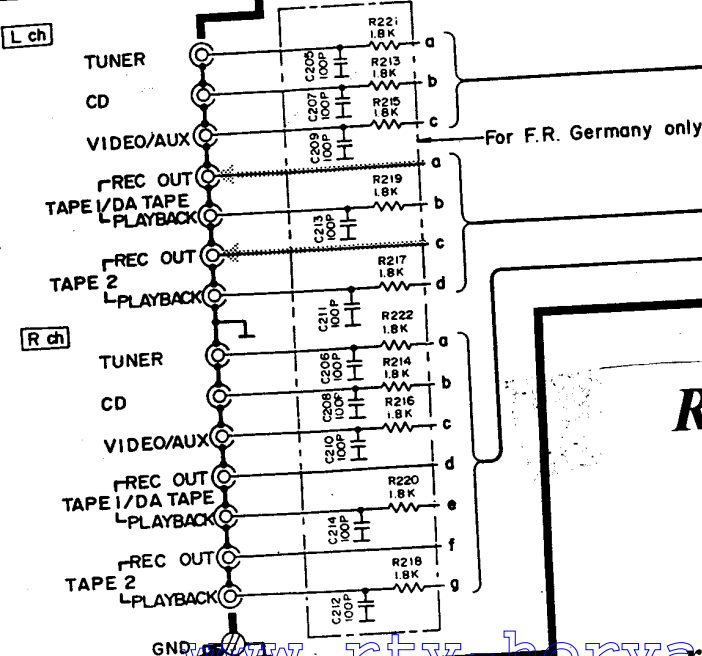 L ch
R221
1.8K
a
TUNER
C205
100P
R213
1.8K
b
CD
C207
100P
R215
1.8K
c
VIDEO/AUX
C209
100P
For F.R. Germany only
a
REC OUT
R219
1.8K
TAPE 1/DA TAPE
b
PLAYBACK
C213
100P
c
REC OUT
R217
1.8K
TAPE 2
d
PLAYBACK
C211
100P
R222
1.8K
R ch
a
TUNER
C206
100P
R214
1.8K
b
CD
C208
100P
R216
1.8K
c
VIDEO/AUX
C210
100P
d
REC OUT
R220
1.8K
TAPE 1/DA TAPE
e
PLAYBACK
C214
100P
f
REC OUT
R218
1.8K
TAPE 2
g
PLAYBACK
C212
100P
R
GND